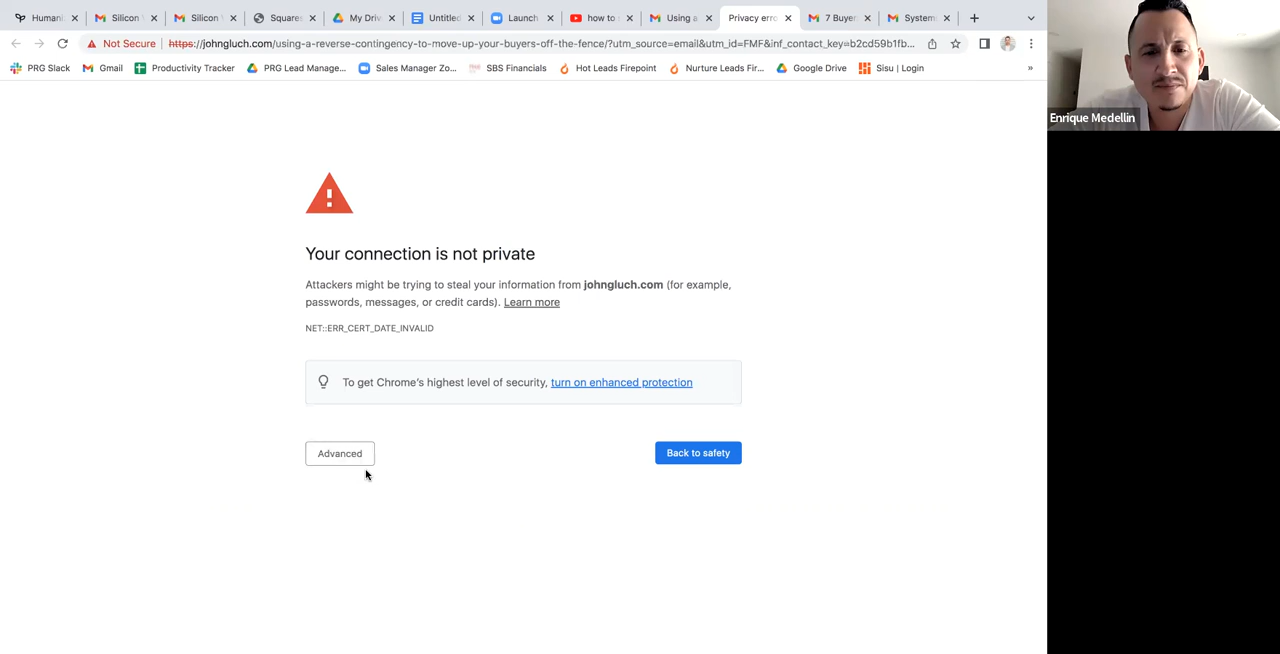 Humani
Silicon V
Silicon V
Squares
My Driv
Untitled
Launch
how to s
Using a
Privacy erro
7 Buyer
System
Not Secure
https://johngluch.com/using-a-reverse-contingency-to-move-up-your-buyers-off-the-fence/?utm_source=email&utm_id=FMF&inf_contact_key=b2cd59b1fb...
PRG Slack
Gmail
Productivity Tracker
PRG Lead Manage...
Sales Manager Zo...
SBS Financials
Hot Leads Firepoint
Nurture Leads Fir...
Google Drive
Sisu | Login
»
Enrique Medellin
Your connection is not private
Attackers might be trying to steal your information from johngluch.com (for example,
passwords, messages, or credit cards). Learn more
NET::ERR_CERT_DATE_INVALID
To get Chrome's highest level of security, turn on enhanced protection
Advanced
Back to safety